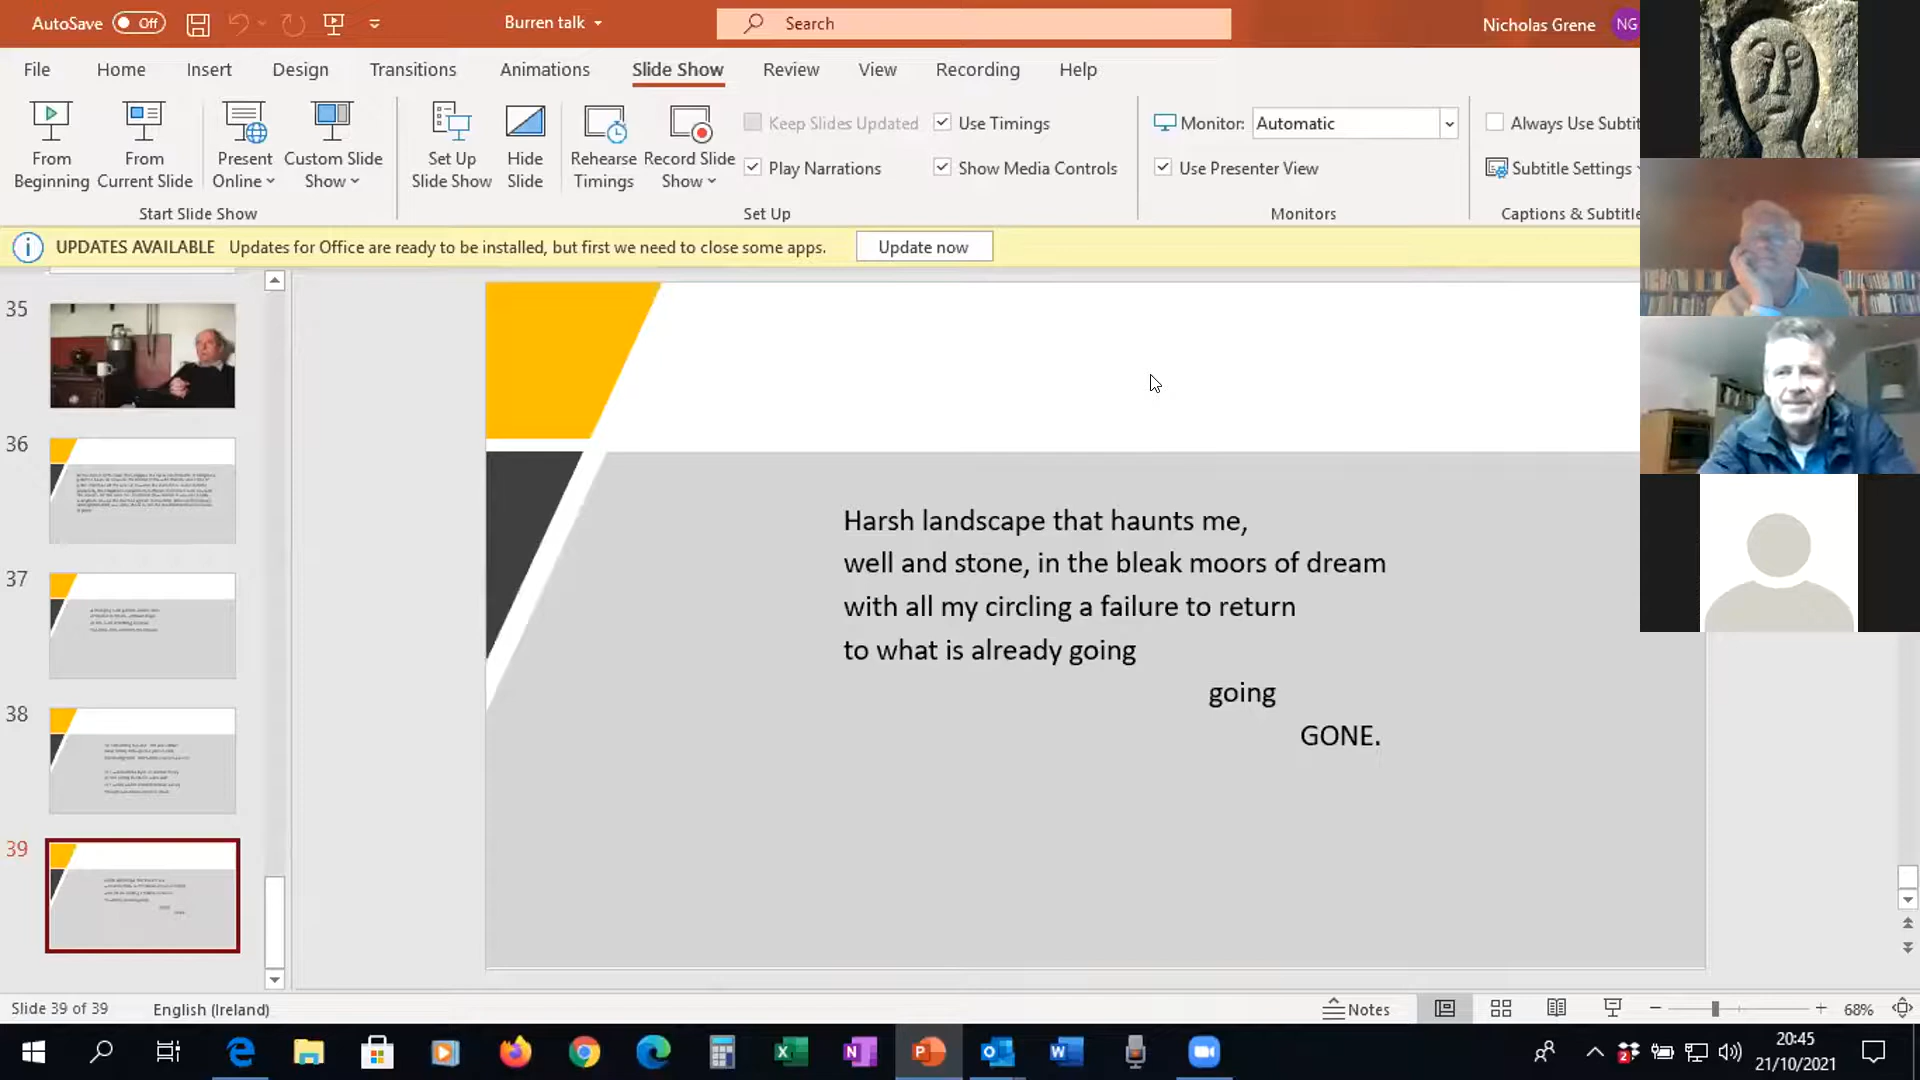 AutoSave Off
Burren talk
Search
Nicholas Grene
NG
File Home Insert Design Transitions Animations Slide Show Review View Recording Help
From Beginning
From Current Slide
Present Online
Custom Slide Show
Set Up Slide Show
Hide Slide
Rehearse Timings
Record Slide Show
Keep Slides Updated
Play Narrations
Use Timings
Show Media Controls
Monitor: Automatic
Use Presenter View
Always Use Subtit
Subtitle Settings
Start Slide Show
Set Up
Monitors
Captions & Subtitle
UPDATES AVAILABLE Updates for Office are ready to be installed, but first we need to close some apps. Update now
35
36
37
38
39
Harsh landscape that haunts me,
well and stone, in the bleak moors of dream
with all my circling a failure to return
to what is already going
going
GONE.
Slide 39 of 39
English (Ireland)
Notes
68%
20:45
21/10/2021